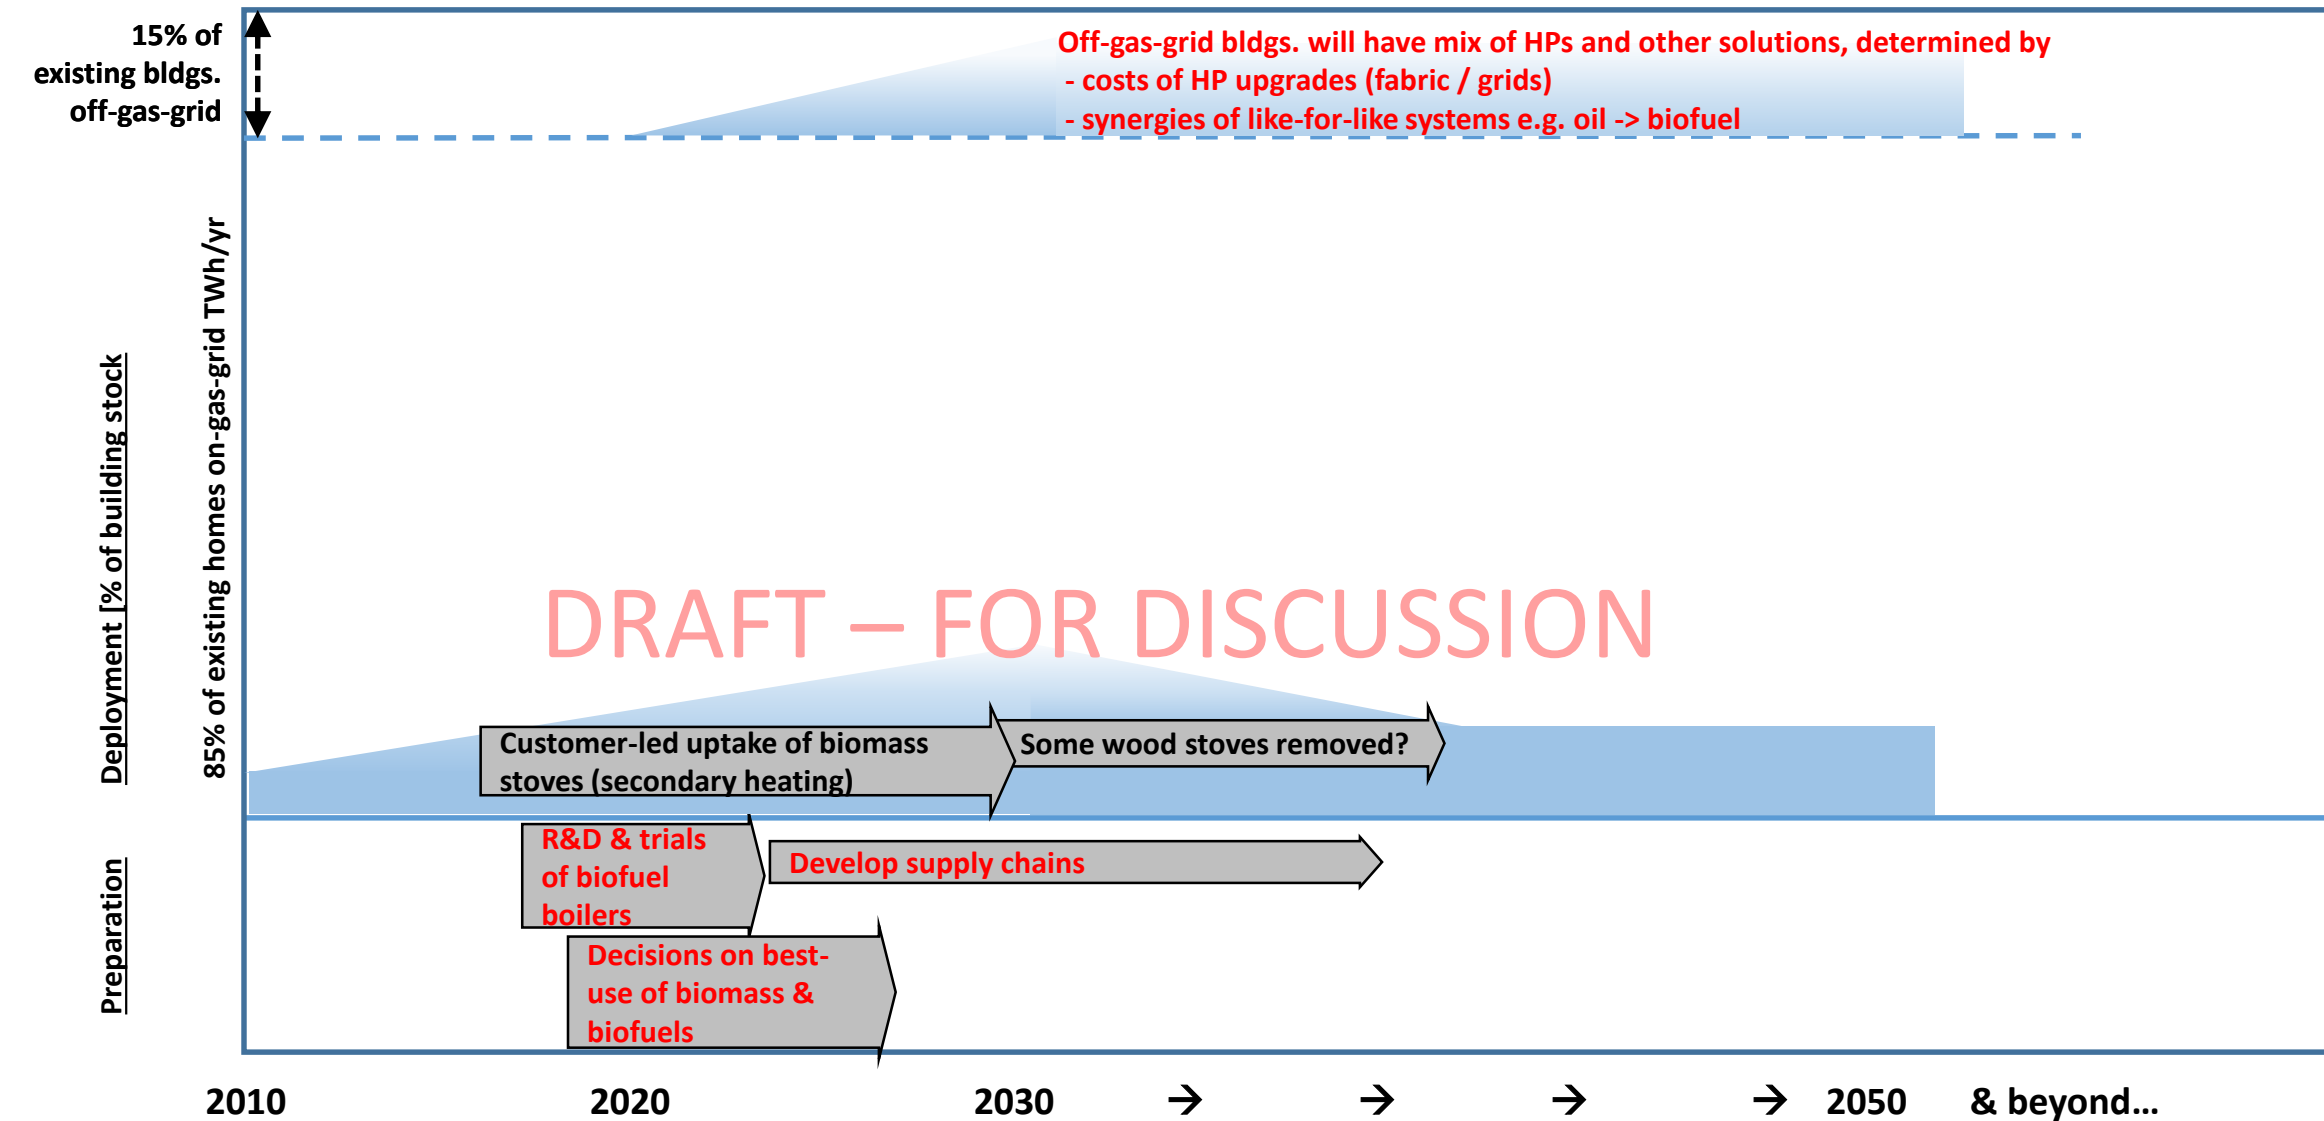 15% of
existing bldgs.
off-gas-grid
Off-gas-grid bldgs. will have mix of HPs and other solutions, determined by
- costs of HP upgrades (fabric / grids)
- synergies of like-for-like systems e.g. oil -> biofuel
Deployment [% of building stock
85% of existing homes on-gas-grid TWh/yr
DRAFT – FOR DISCUSSION
Customer-led uptake of biomass
stoves (secondary heating)
Some wood stoves removed?
Preparation
R&D & trials
of biofuel
boilers
Develop supply chains
Decisions on best-
use of biomass &
biofuels
2010 2020 2030 → → → → 2050 & beyond...